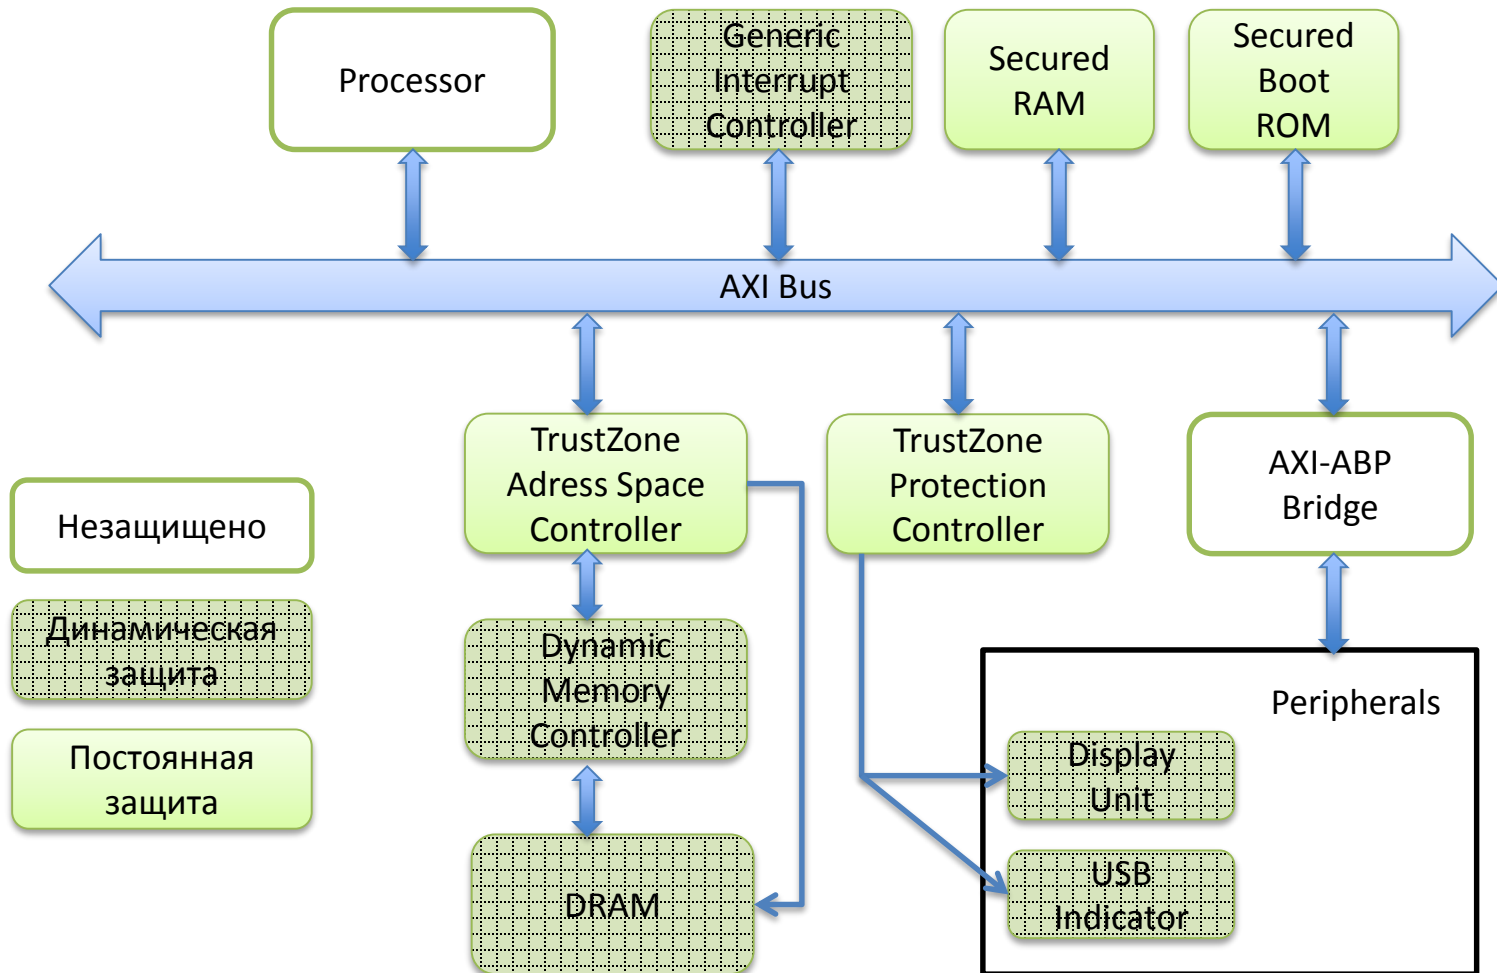 Processor
Generic
Interrupt
Controller
Secured
RAM
Secured
Boot
ROM
AXI Bus
TrustZone
Adress Space
Controller
TrustZone
Protection
Controller
AXI-ABP
Bridge
Незащищено
Динамическая
защита
Постоянная
защита
Dynamic
Memory
Controller
DRAM
Peripherals
Display
Unit
USB
Indicator